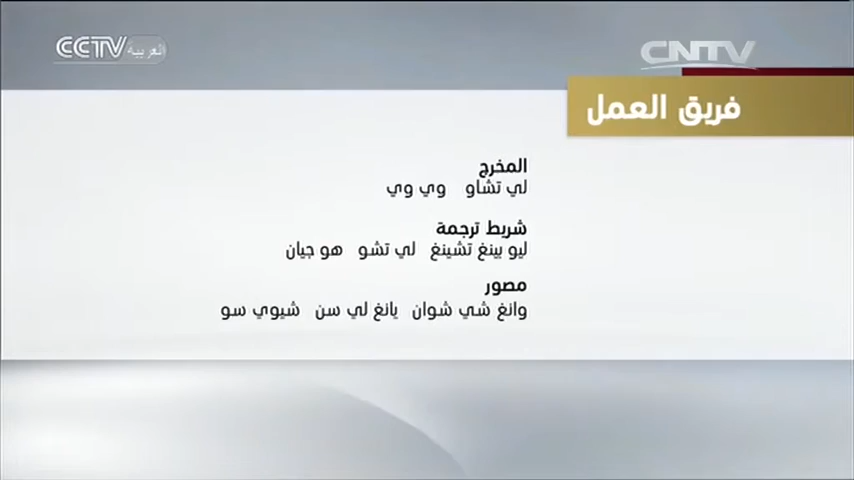 CCTV العربية
CNTV
فريق العمل
المخرج
لي تشاو وي وي
شريط ترجمة
ليو بينغ تشينغ لي تشو هو جيان
مصور
وانغ شي شوان يانغ لي سن شيوي سو